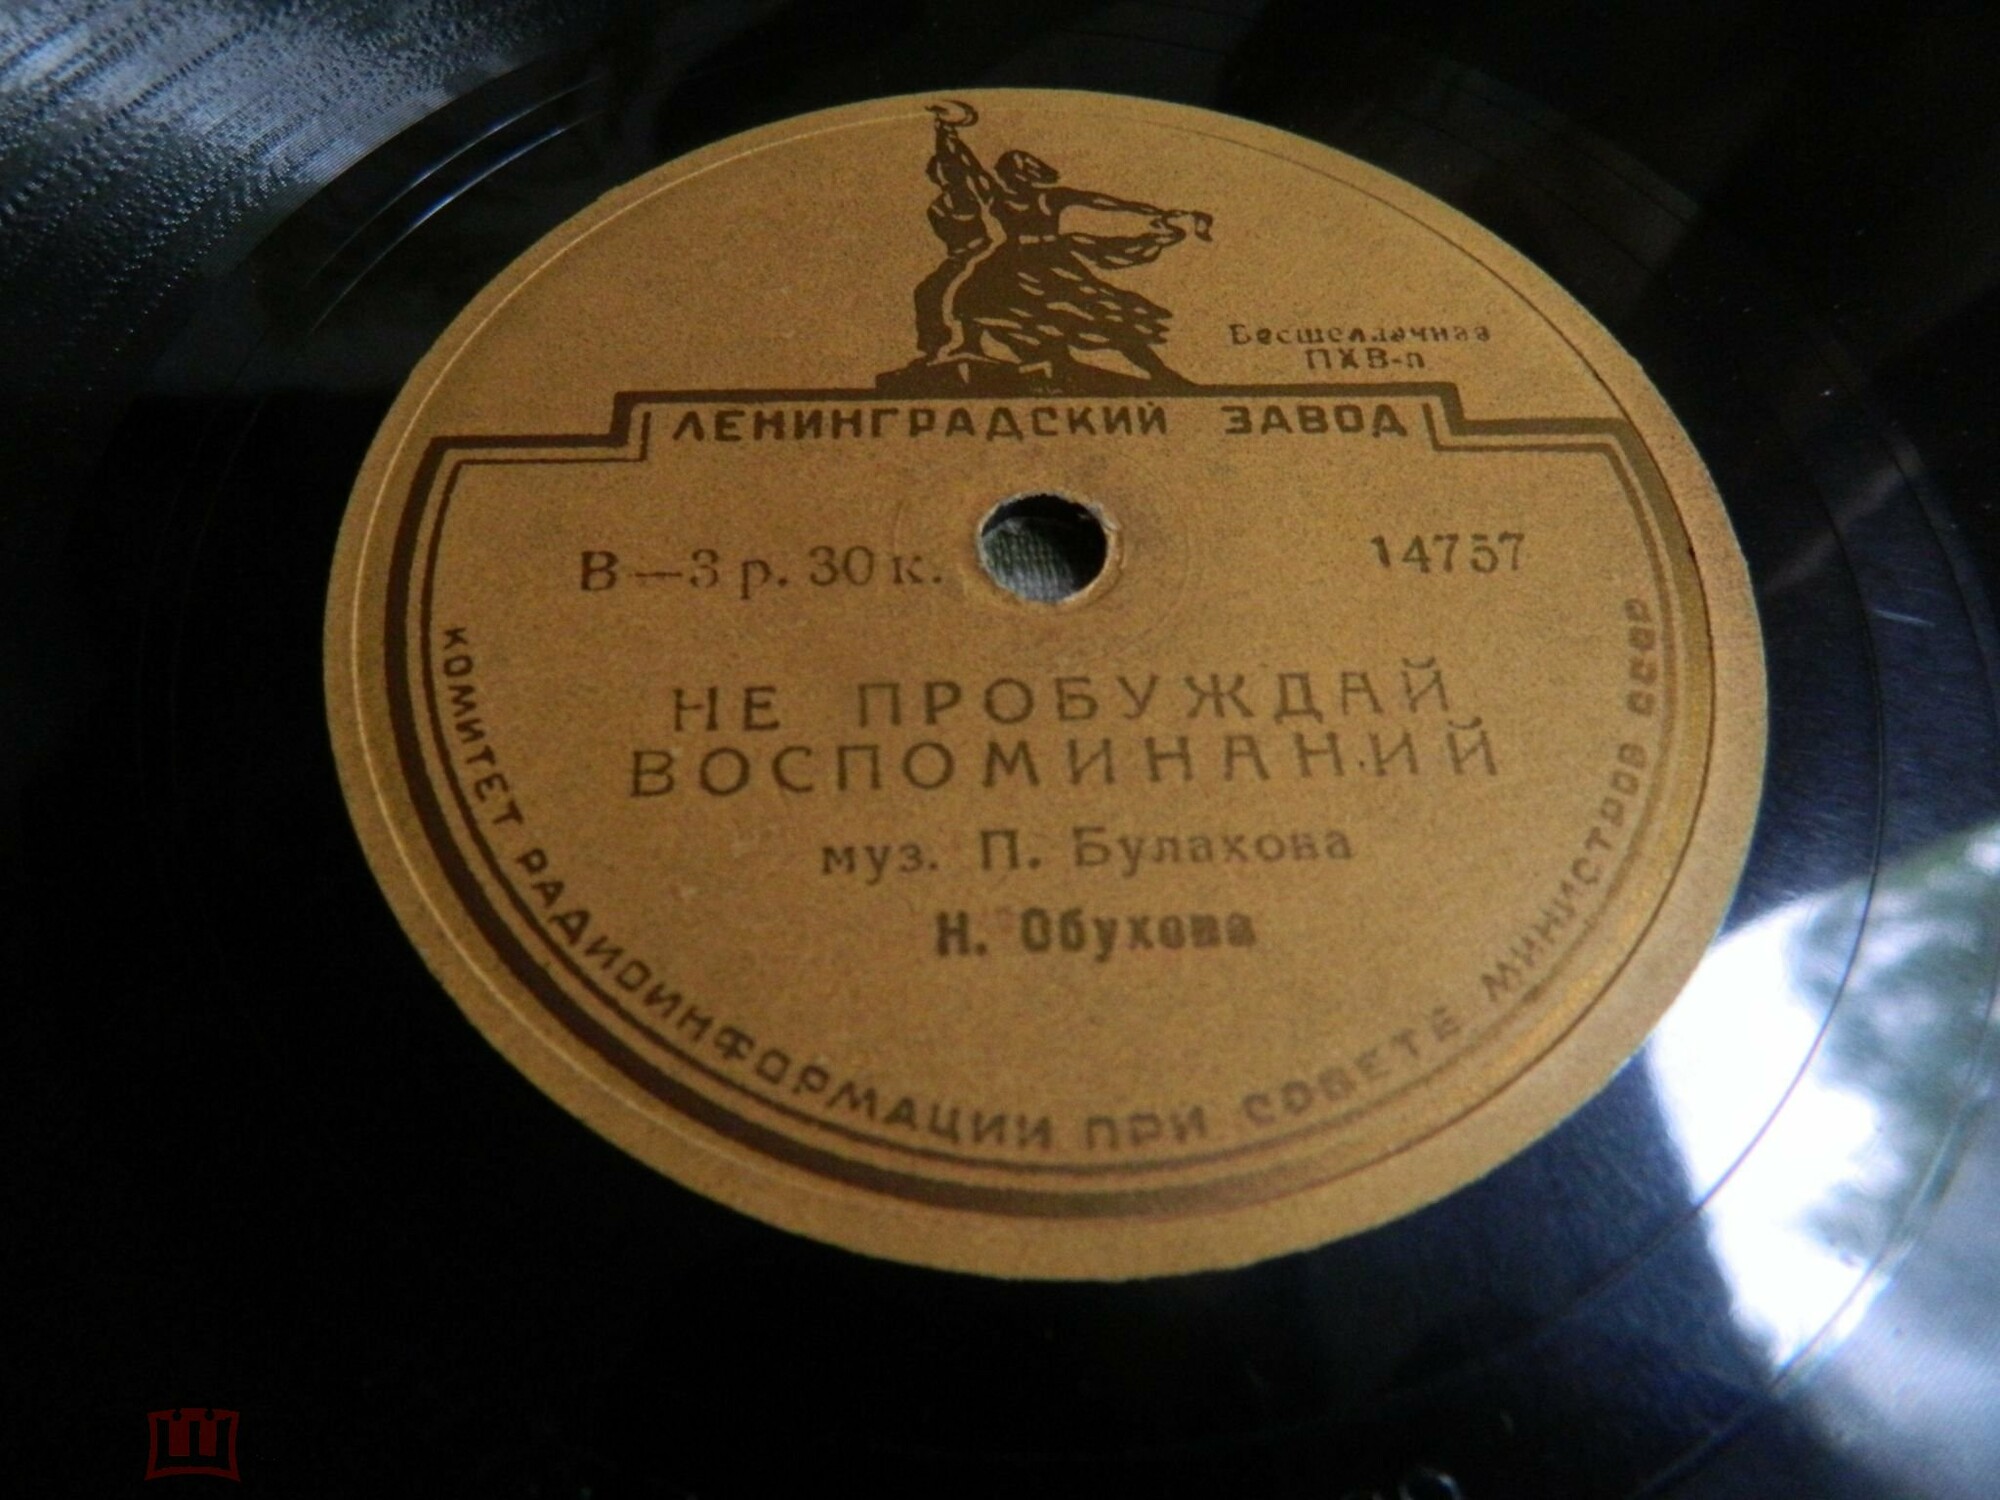 Бесшеллачная
ПХВ-п
ЛЕНИНГРАДСКИЙ ЗАВОД
В—3 р. 30 к.
14757
НЕ ПРОБУЖДАЙ
ВОСПОМИНАНИЙ
муз. П. Булахова
Н. Обухова
КОМИТЕТ РАДИОИНФОРМАЦИИ ПРИ СОВЕТЕ МИНИСТРОВ СССР